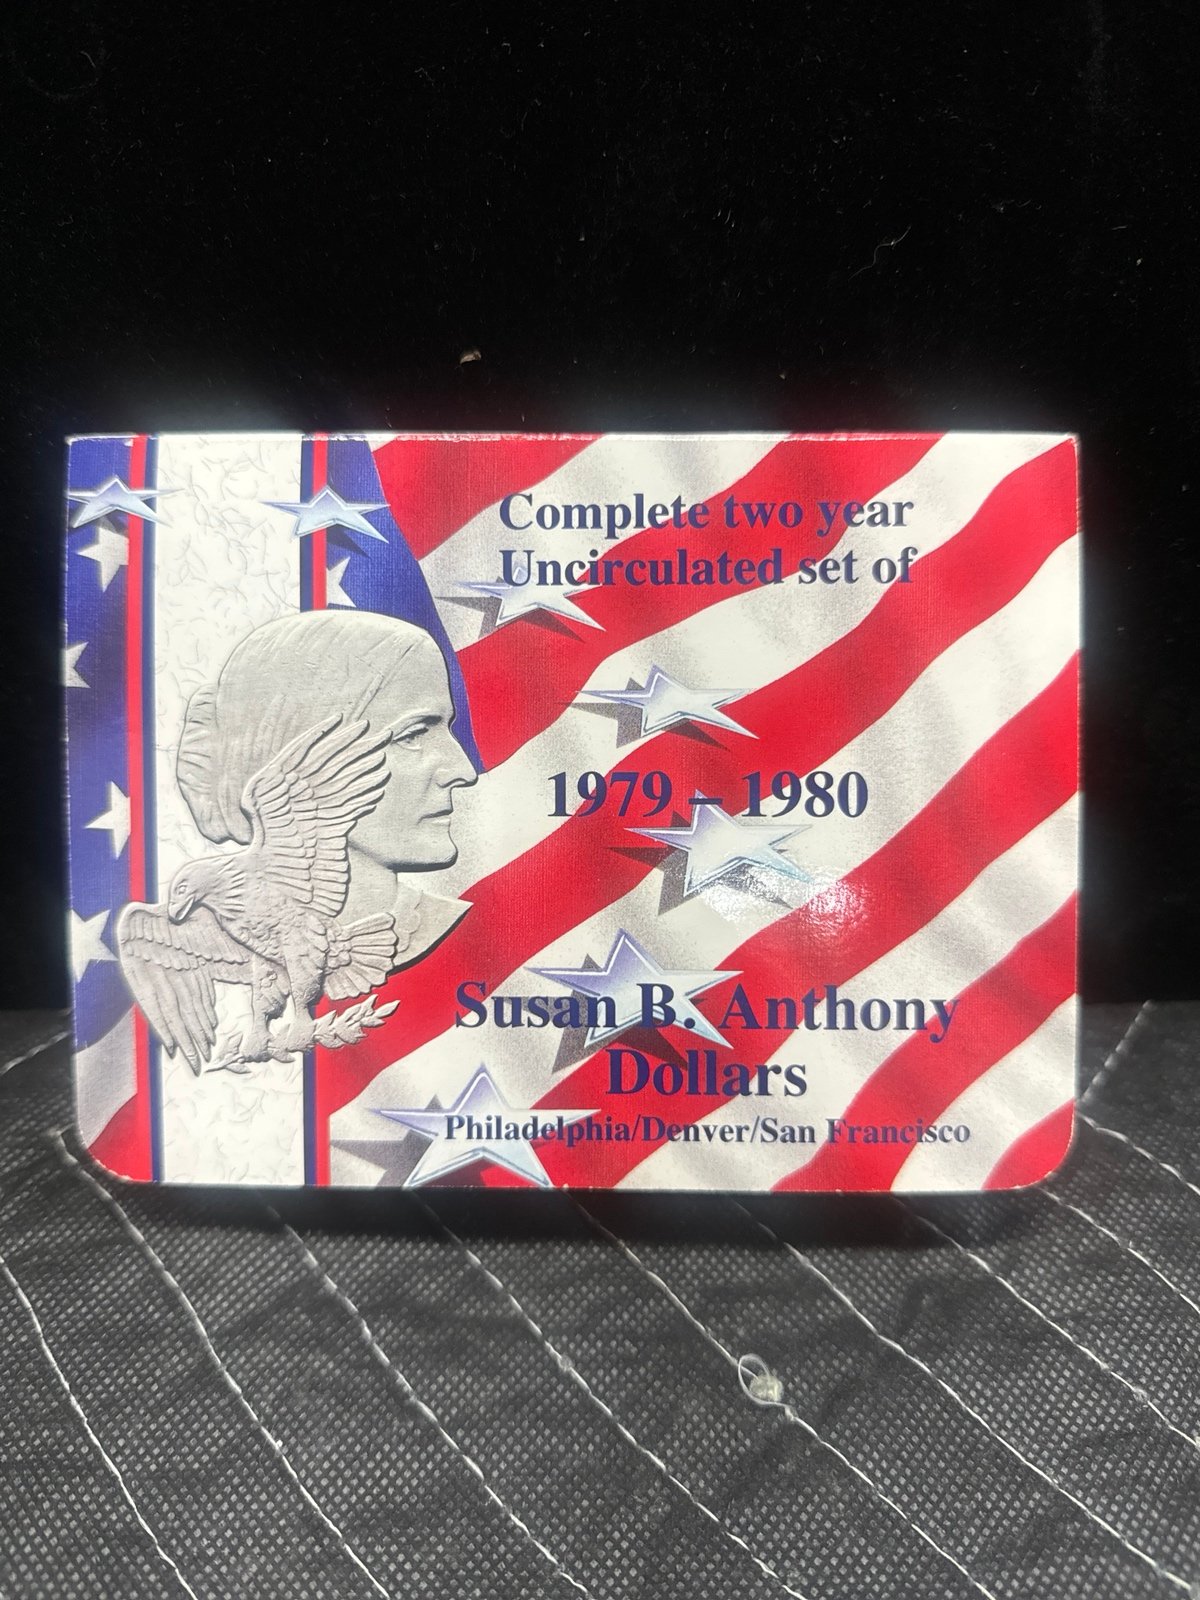 Complete two year
Uncirculated set of
1979 – 1980
Susan B. Anthony
Dollars
Philadelphia/Denver/San Francisco